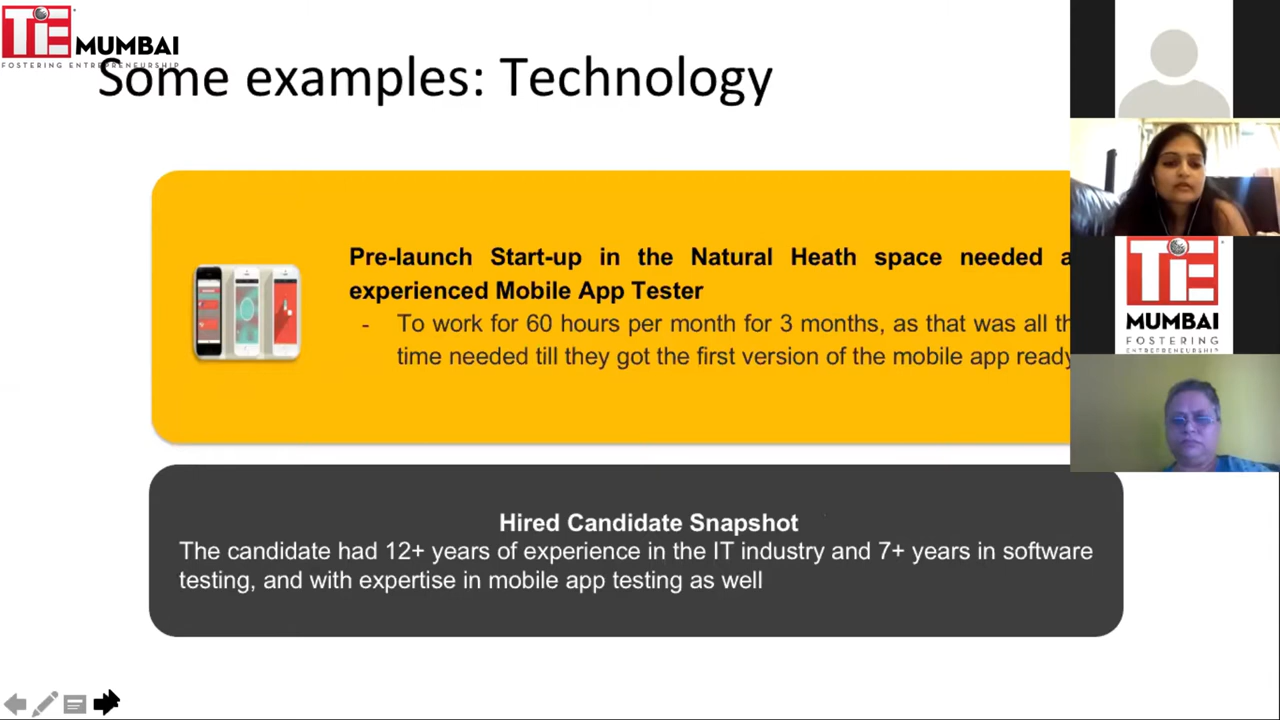 TiE
MUMBAI
FOSTERING ENTREPRENEURSHIP
Some examples: Technology
Pre-launch Start-up in the Natural Heath space needed
experienced Mobile App Tester
- To work for 60 hours per month for 3 months, as that was all
time needed till they got the first version of the mobile app ready
Hired Candidate Snapshot
The candidate had 12+ years of experience in the IT industry and 7+ years in software
testing, and with expertise in mobile app testing as well
TiE
MUMBAI
FOSTERING
ENTREPRENEURSHIP